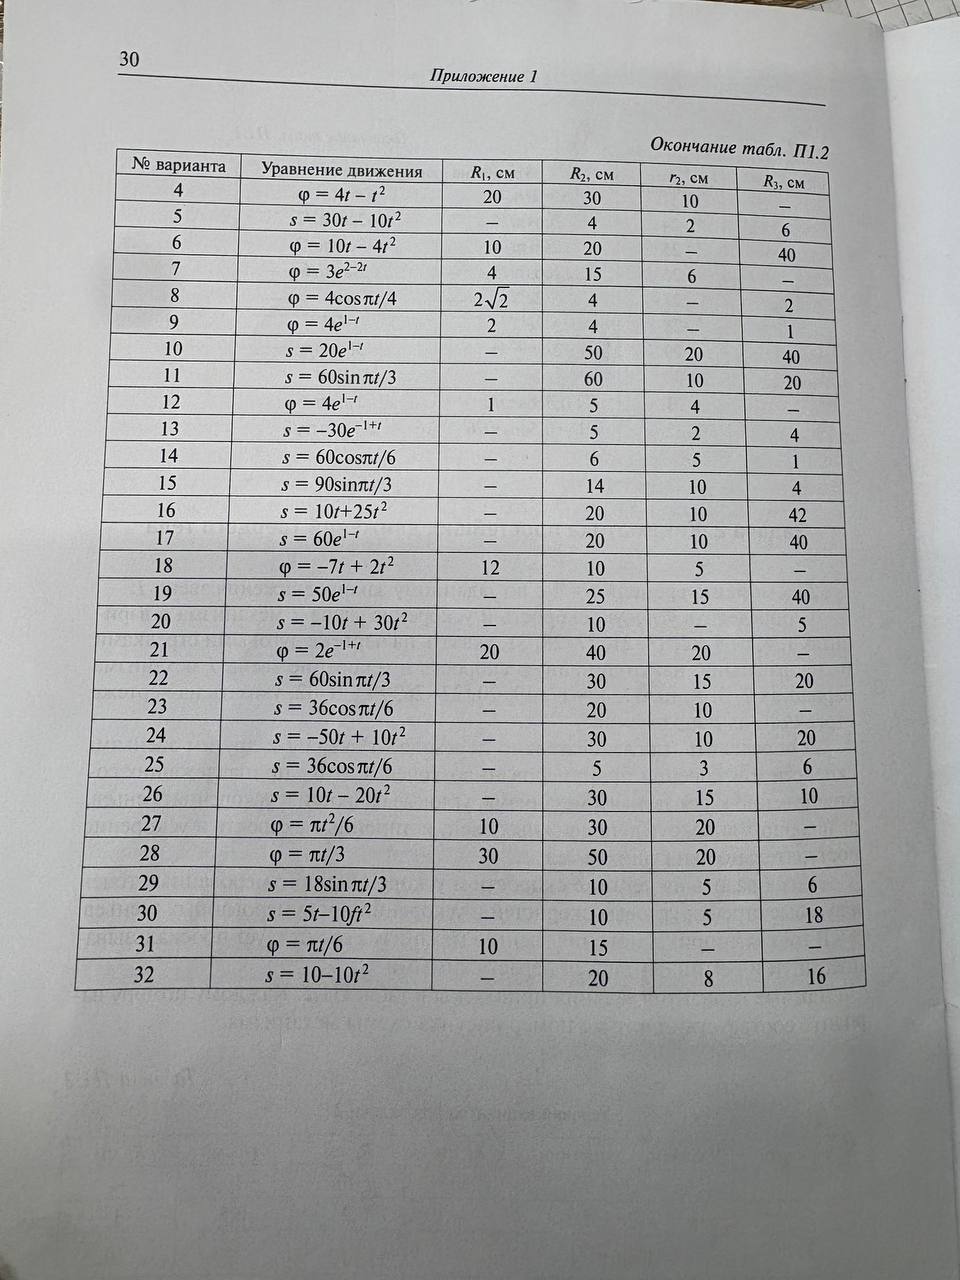 30
Приложение 1
Окончание табл. П1.2
№ варианта Уравнение движения R₁, см R₂, см r₂, см R₃, см
4 φ = 4t – t² 20 30 10 –
5 s = 30t – 10t² – 4 2 6
6 φ = 10t – 4t² 10 20 – 40
7 φ = 3e²⁻²ᵗ 4 15 6 –
8 φ = 4cosπt/4 2√2 4 – 2
9 φ = 4e¹⁻ᵗ 2 4 – 1
10 s = 20e¹⁻ᵗ – 50 20 40
11 s = 60sinπt/3 – 60 10 20
12 φ = 4e¹⁻ᵗ 1 5 4 –
13 s = –30e⁻¹⁺ᵗ – 5 2 4
14 s = 60cosπt/6 – 6 5 1
15 s = 90sinπt/3 – 14 10 4
16 s = 10t+25t² – 20 10 42
17 s = 60e¹⁻ᵗ – 20 10 40
18 φ = –7t + 2t² 12 10 5 –
19 s = 50e¹⁻ᵗ – 25 15 40
20 s = –10t + 30t² – 10 – 5
21 φ = 2e⁻¹⁺ᵗ 20 40 20 –
22 s = 60sinπt/3 – 30 15 20
23 s = 36cosπt/6 – 20 10 –
24 s = –50t + 10t² – 30 10 20
25 s = 36cosπt/6 – 5 3 6
26 s = 10t – 20t² – 30 15 10
27 φ = πt²/6 10 30 20 –
28 φ = πt/3 30 50 20 –
29 s = 18sinπt/3 – 10 5 6
30 s = 5t–10ft² – 10 5 18
31 φ = πt/6 10 15 – –
32 s = 10–10t² – 20 8 16